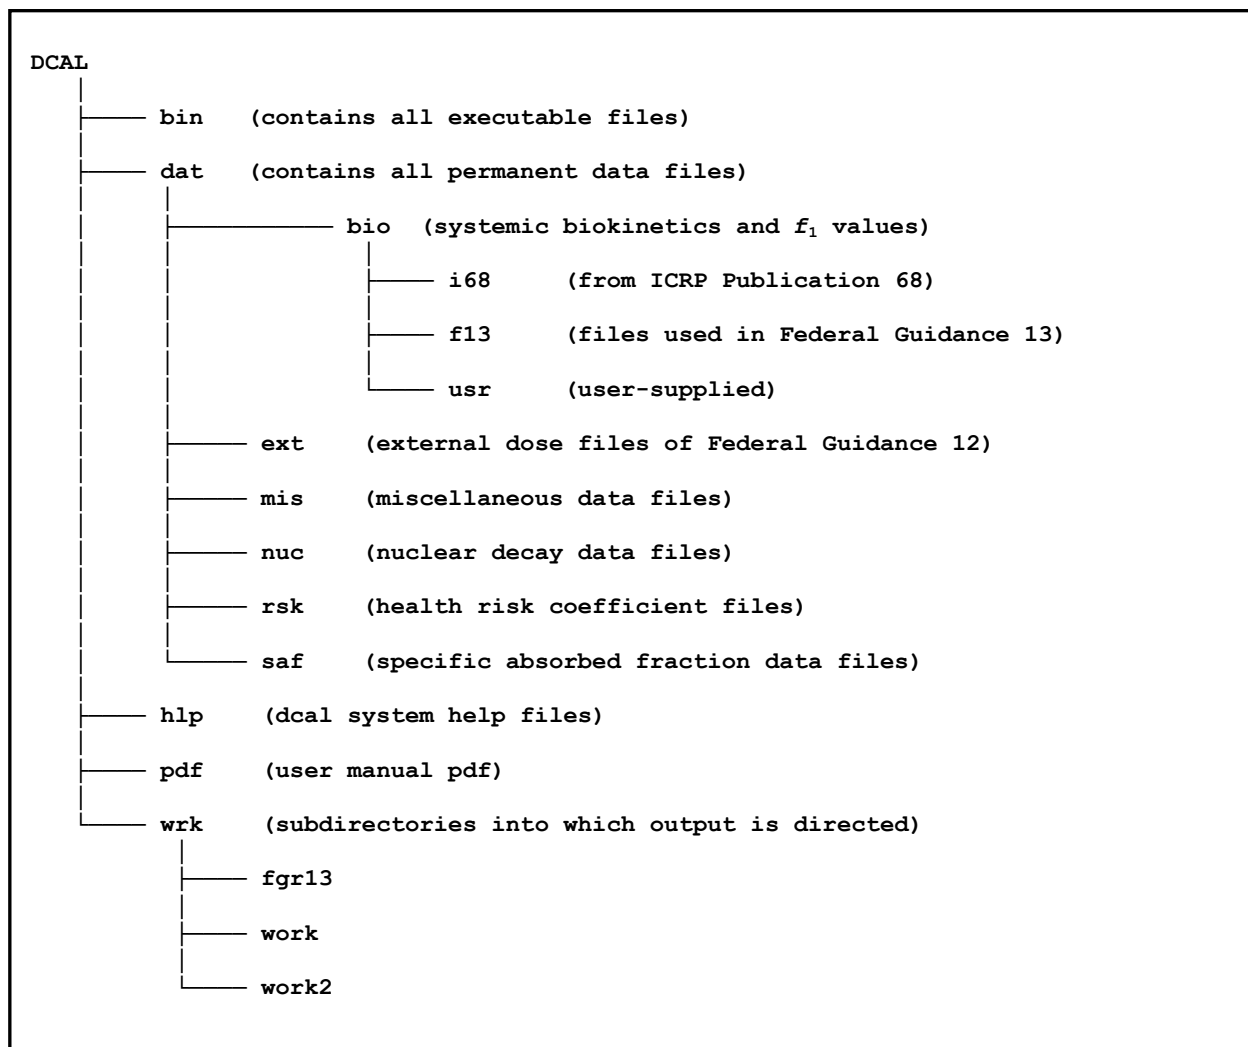 DCAL
bin (contains all executable files)
dat (contains all permanent data files)
bio (systemic biokinetics and f₁ values)
i68 (from ICRP Publication 68)
f13 (files used in Federal Guidance 13)
usr (user-supplied)
ext (external dose files of Federal Guidance 12)
mis (miscellaneous data files)
nuc (nuclear decay data files)
rsk (health risk coefficient files)
saf (specific absorbed fraction data files)
hlp (dcal system help files)
pdf (user manual pdf)
wrk (subdirectories into which output is directed)
fgr13
work
work2